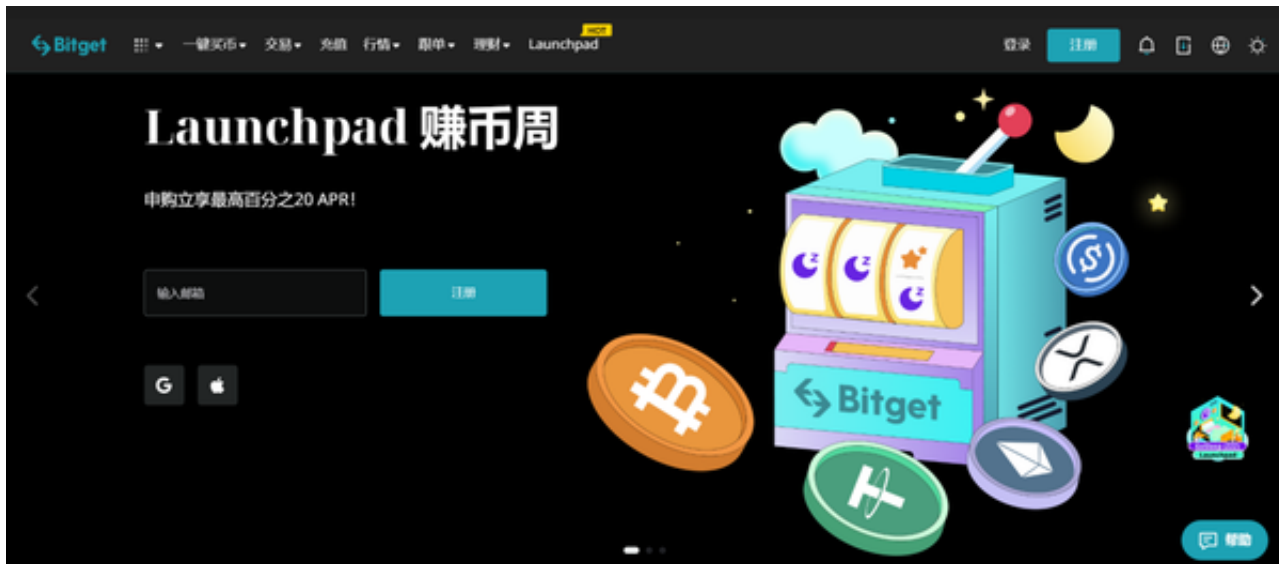 Bitget 一键买币 交易 充值 行情 跟单 理财 Launchpad HOT 登录 注册
Launchpad 赚币周
申购立享最高百分之20 APR!
输入邮箱 注册
G
Bitget
Launchpad
帮助